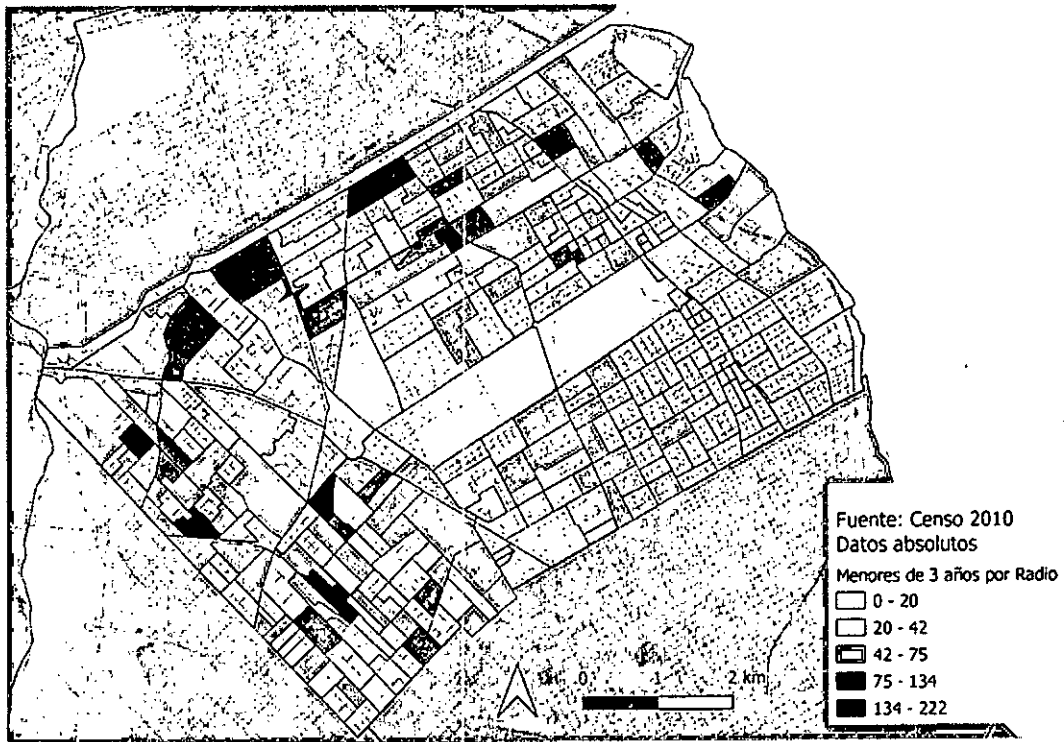 Fuente: Censo 2010
Datos absolutos
Menores de 3 años por Radio
0 - 20
20 - 42
42 - 75
75 - 134
134 - 222
0 1 2 km